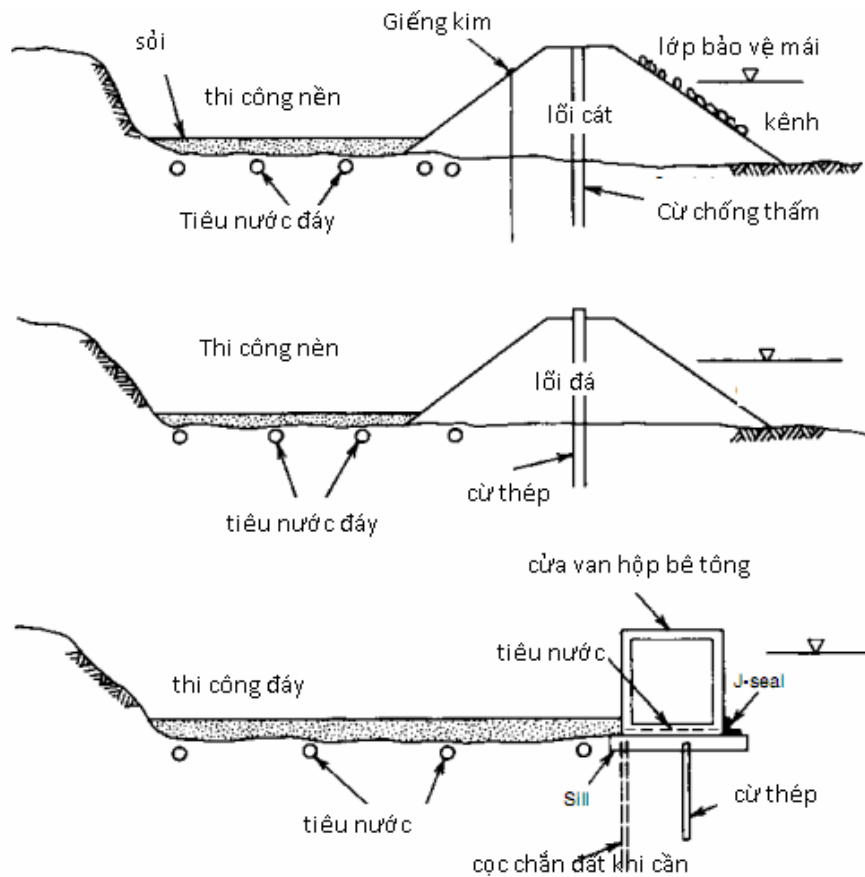 Giếng kim
sỏi
lớp bảo vệ mái
thi công nền
lõi cát
kênh
Tiêu nước đáy
Cừ chống thấm
Thi công nèn
lõi đá
cừ thép
tiêu nước đáy
cửa van hộp bê tông
tiêu nước
J-seal
thi công đáy
Sill
cừ thép
tiêu nước
cọc chắn đất khi cần